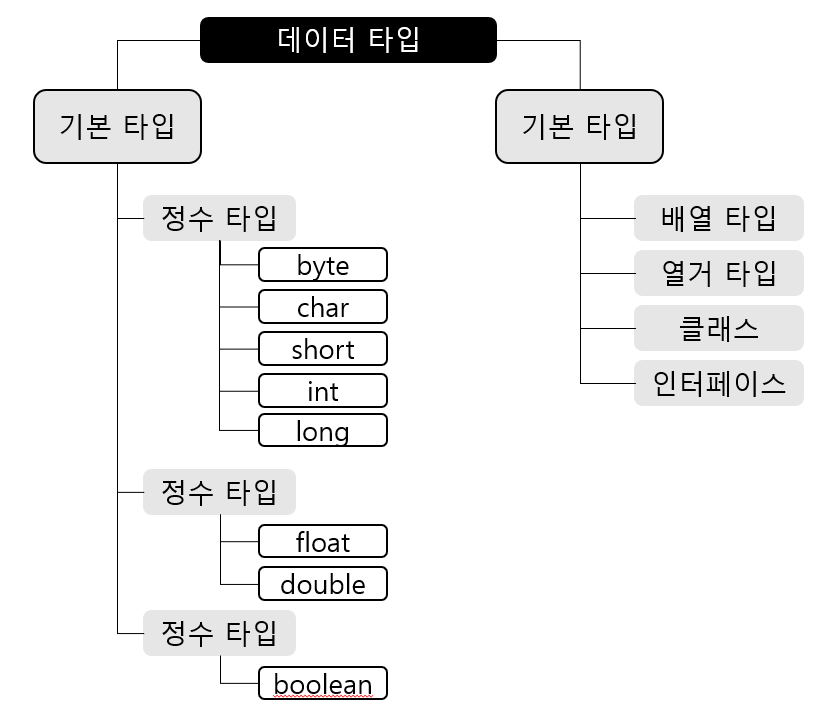 데이터 타입
기본 타입
기본 타입
정수 타입
byte
char
short
int
long
정수 타입
float
double
정수 타입
boolean
배열 타입
열거 타입
클래스
인터페이스